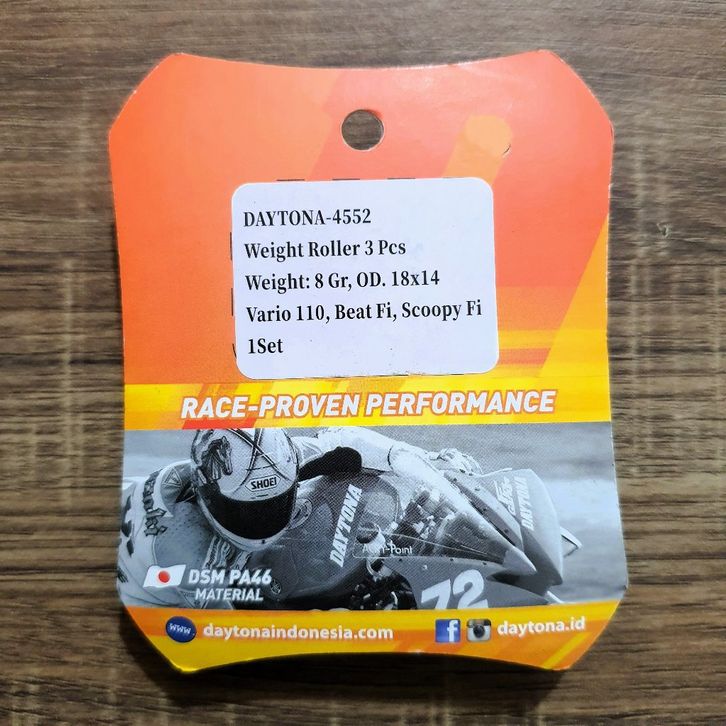 DAYTONA-4552
Weight Roller 3 Pcs
Weight: 8 Gr, OD. 18x14
Vario 110, Beat Fi, Scoopy Fi
1Set
RACE-PROVEN PERFORMANCE
SHOEI
DAYTONA
DAYTONA
72
DSM PA46
MATERIAL
www.
daytonaindonesia.com
f
daytona.id